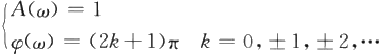 A(ω) = 1
φ(ω) = (2k+1)π k = 0, ±1, ±2, ⋯